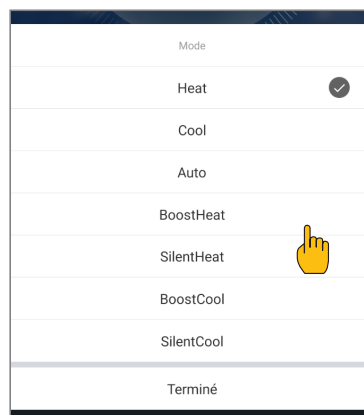 Mode
Heat
Cool
Auto
BoostHeat
SilentHeat
BoostCool
SilentCool
Terminé